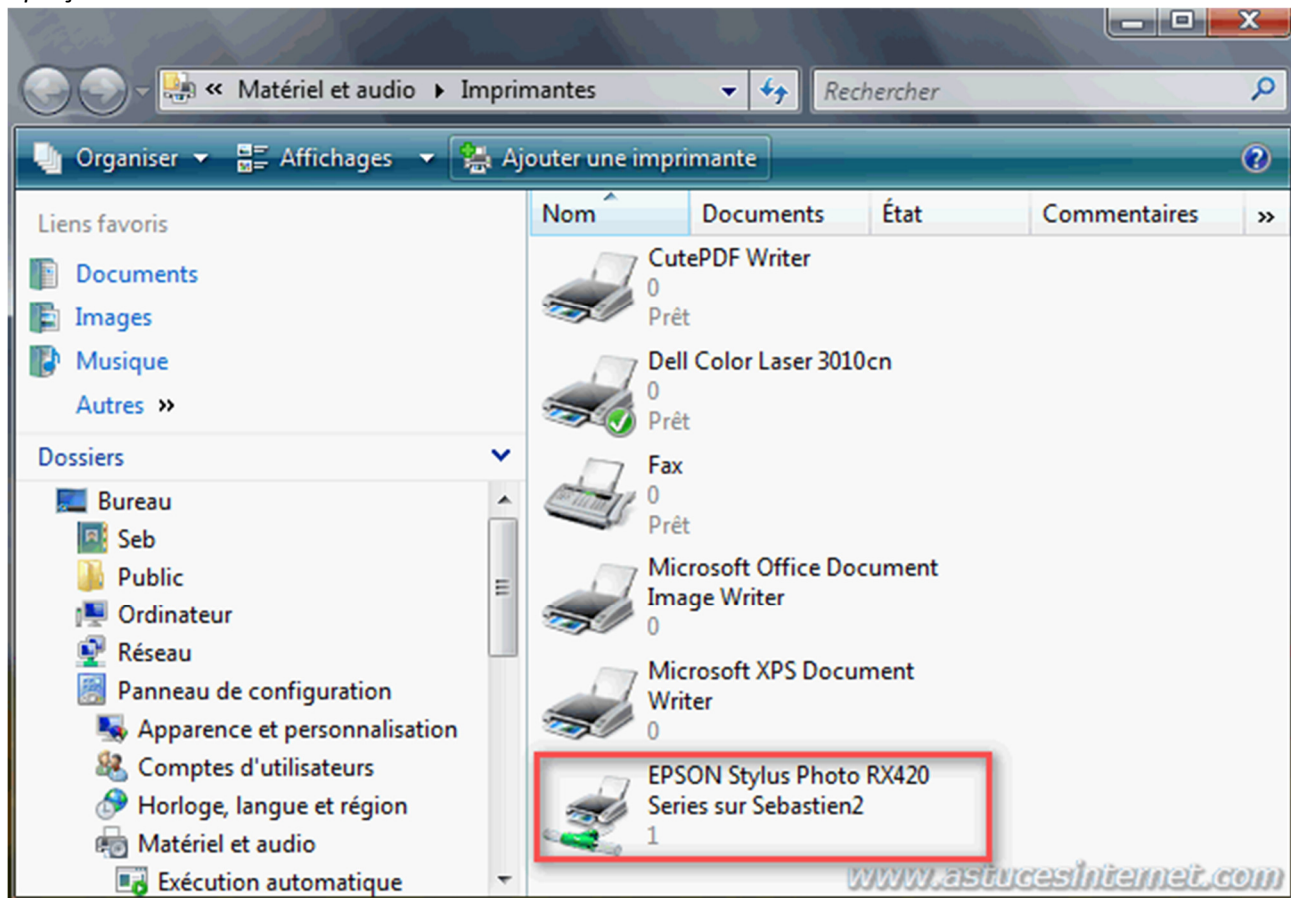 « Matériel et audio Imprimantes
Rechercher
Organiser Affichages Ajouter une imprimante
Liens favoris
Documents
Images
Musique
Autres »
Dossiers
Bureau
Seb
Public
Ordinateur
Réseau
Panneau de configuration
Apparence et personnalisation
Comptes d'utilisateurs
Horloge, langue et région
Matériel et audio
Exécution automatique
Nom Documents État Commentaires »
CutePDF Writer
0
Prêt
Dell Color Laser 3010cn
0
Prêt
Fax
0
Prêt
Microsoft Office Document
Image Writer
0
Microsoft XPS Document
Writer
0
EPSON Stylus Photo RX420
Series sur Sebastien2
1
www.astucesinternet.com